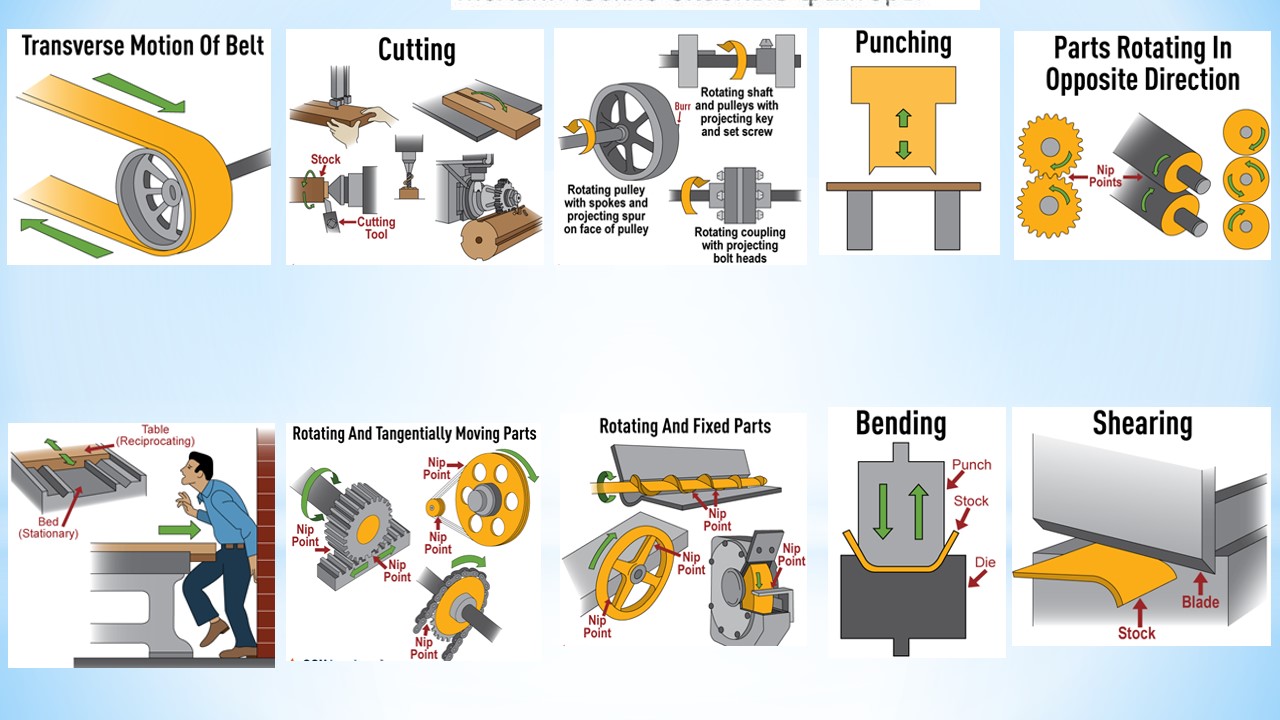 Transverse Motion Of Belt
Cutting
Stock
Cutting
Tool
Burr
Rotating shaft
and pulleys with
projecting key
and set screw
Rotating pulley
with spokes and
projecting spur
on face of pulley
Rotating coupling
with projecting
bolt heads
Punching
Parts Rotating In
Opposite Direction
Nip
Points
Table
(Reciprocating)
Bed
(Stationary)
Rotating And Tangentially Moving Parts
Nip
Point
Nip
Point
Nip
Point
Nip
Point
Nip
Point
Rotating And Fixed Parts
Nip
Point
Nip
Point
Nip
Point
Nip
Point
Bending
Punch
Stock
Die
Shearing
Blade
Stock